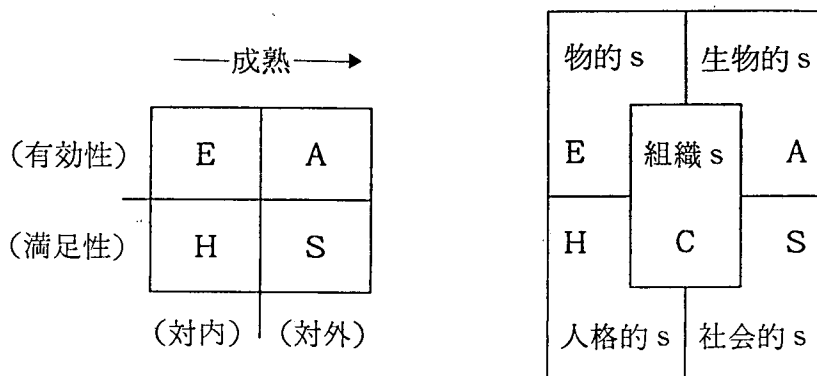 成熟
(有効性) E A
(満足性) H S
(対内) (対外)
物的s 生物的s
E 組織s A
H C S
人格的s 社会的s